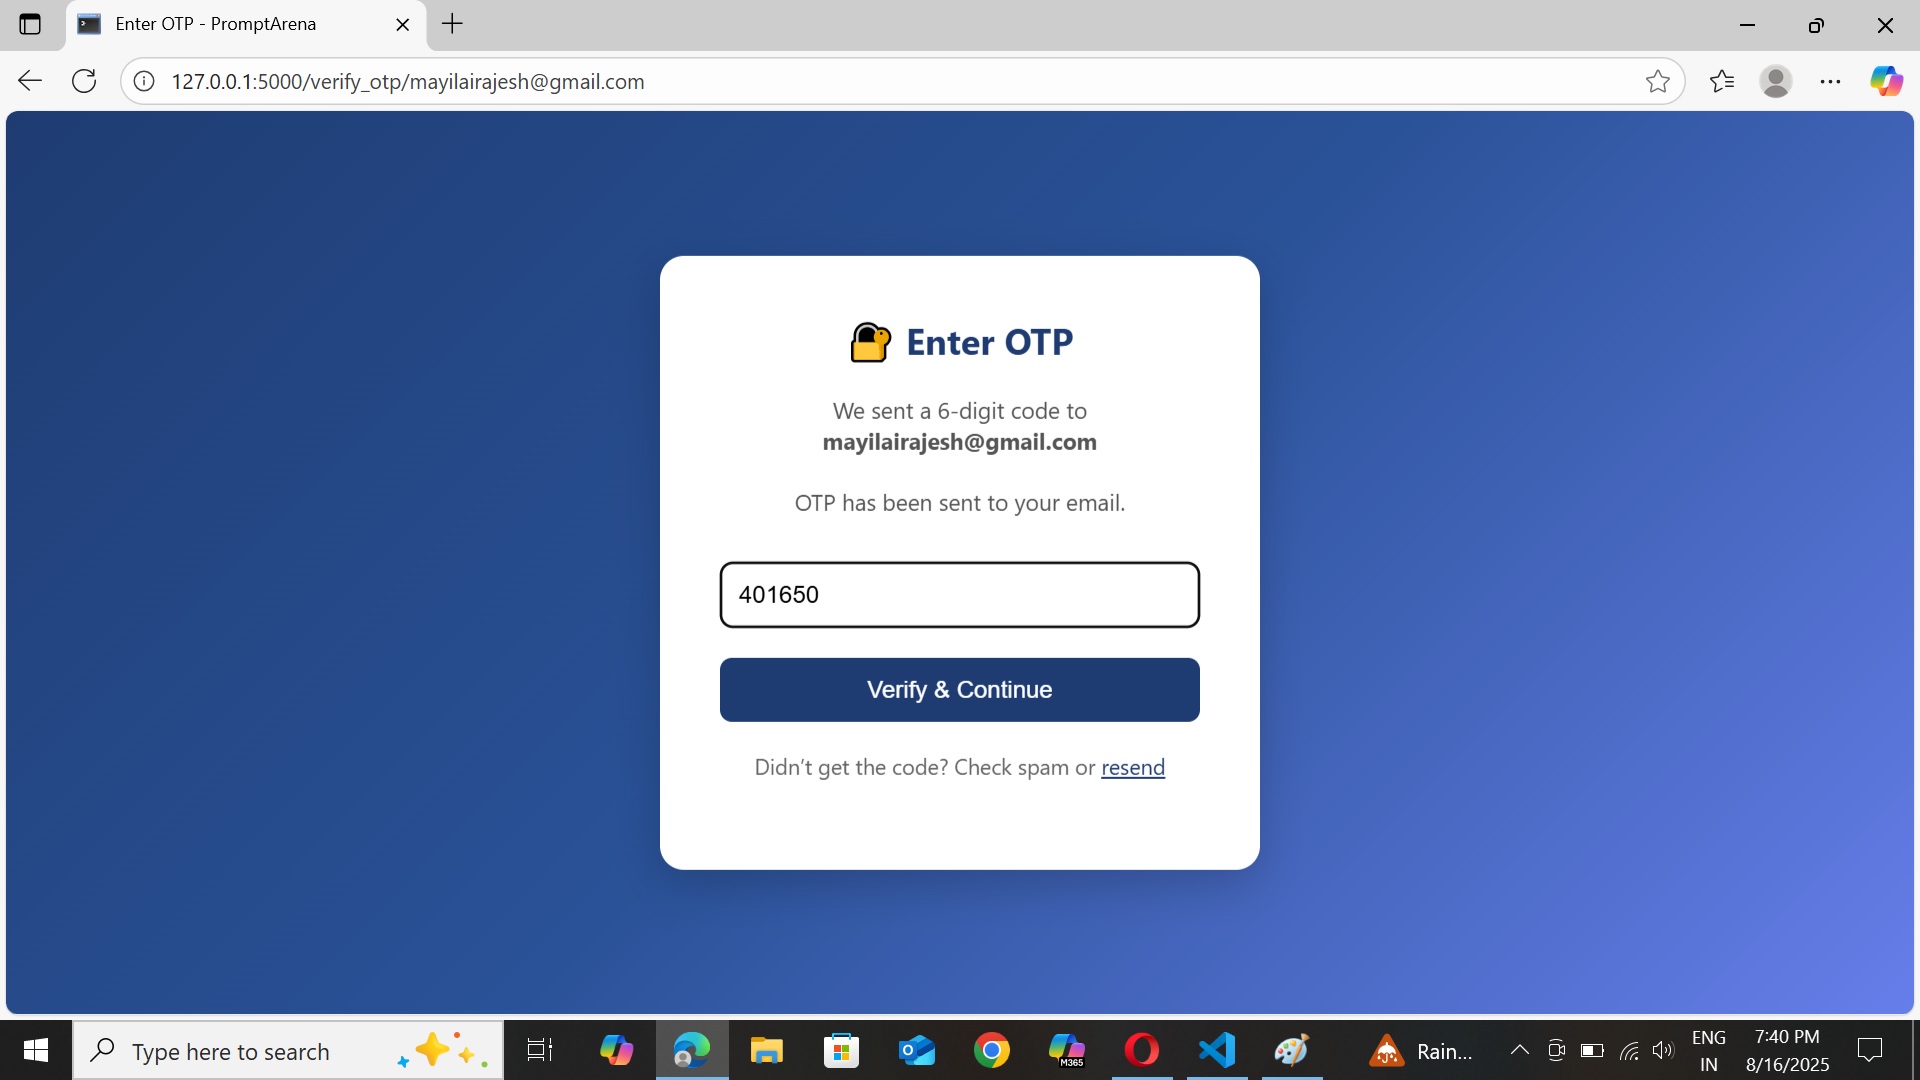 Enter OTP - PromptArena
127.0.0.1:5000/verify_otp/mayilairajesh@gmail.com
Enter OTP
We sent a 6-digit code to
mayilairajesh@gmail.com
OTP has been sent to your email.
401650
Verify & Continue
Didn’t get the code? Check spam or resend
Type here to search
M365
Rain...
ENG
IN
7:40 PM
8/16/2025